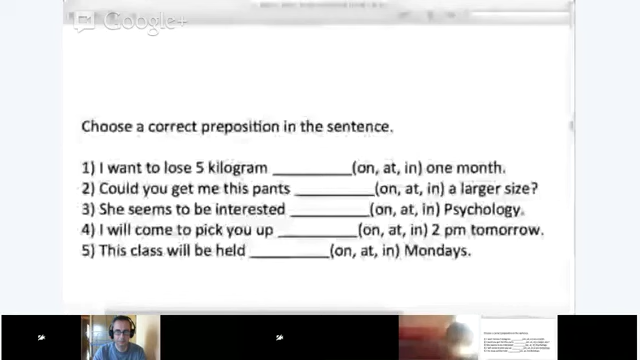 Google+
Choose a correct preposition in the sentence.
1) I want to lose 5 kilogram __________(on, at, in) one month.
2) Could you get me this pants __________(on, at, in) a larger size?
3) She seems to be interested __________(on, at, in) Psychology.
4) I will come to pick you up __________(on, at, in) 2 pm tomorrow.
5) This class will be held __________(on, at, in) Mondays.